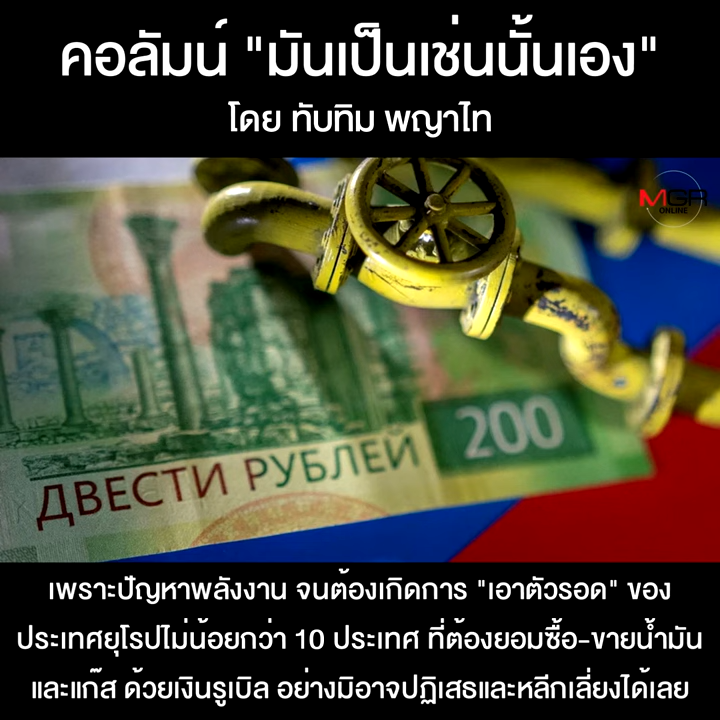 คอลัมน์ "มันเป็นเช่นนั้นเอง"
โดย ทับทิม พญาไท
MGR
ONLINE
ДВЕСТИ РУБЛЕЙ
200
เพราะปัญหาพลังงาน จนต้องเกิดการ "เอาตัวรอด" ของ
ประเทศยุโรปไม่น้อยกว่า 10 ประเทศ ที่ต้องยอมซื้อ-ขายน้ำมัน
และแก๊ส ด้วยเงินรูเบิล อย่างมิอาจปฏิเสธและหลีกเลี่ยงได้เลย